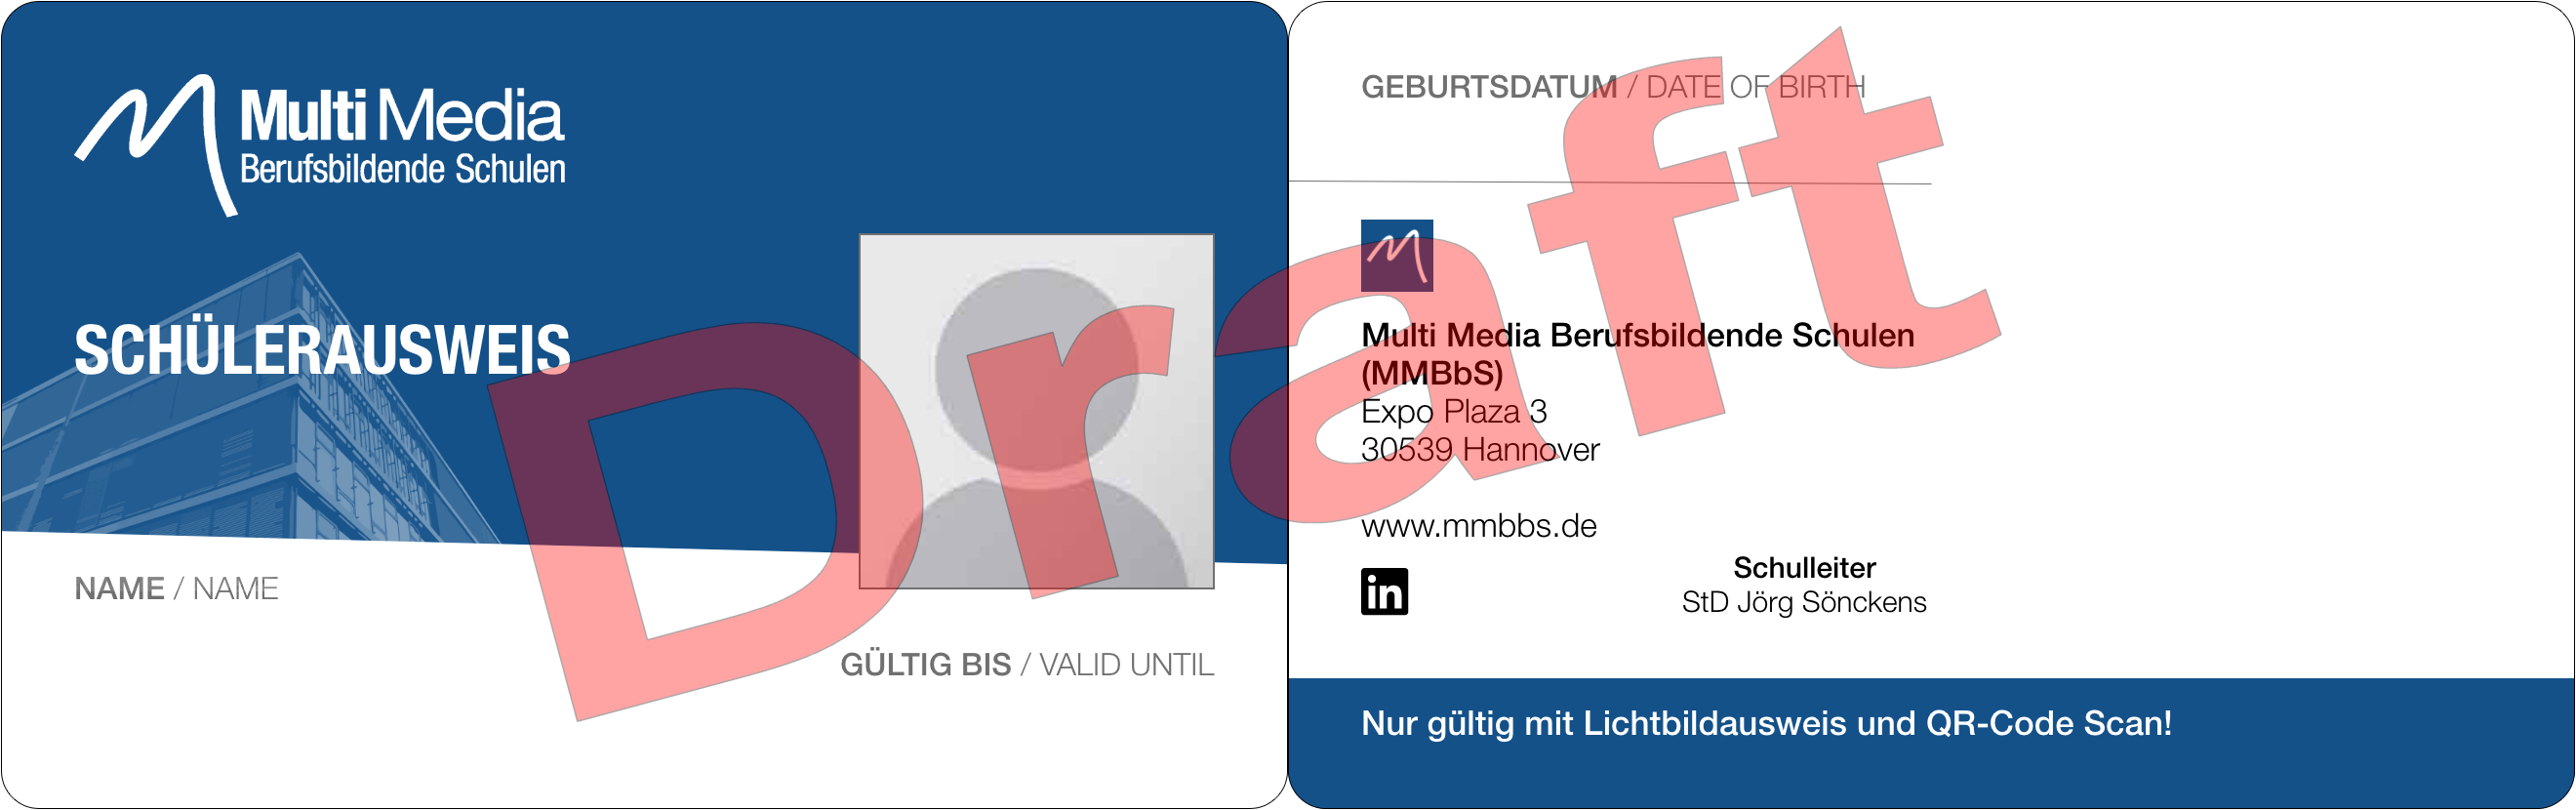 Multi Media
Berufsbildende Schulen
SCHÜLERAUSWEIS
NAME / NAME
GÜLTIG BIS / VALID UNTIL
GEBURTSDATUM / DATE OF BIRTH
Multi Media Berufsbildende Schulen
(MMBbS)
Expo Plaza 3
30539 Hannover
www.mmbbs.de
in
Schulleiter
StD Jörg Sönckens
Nur gültig mit Lichtbildausweis und QR-Code Scan!
Draft